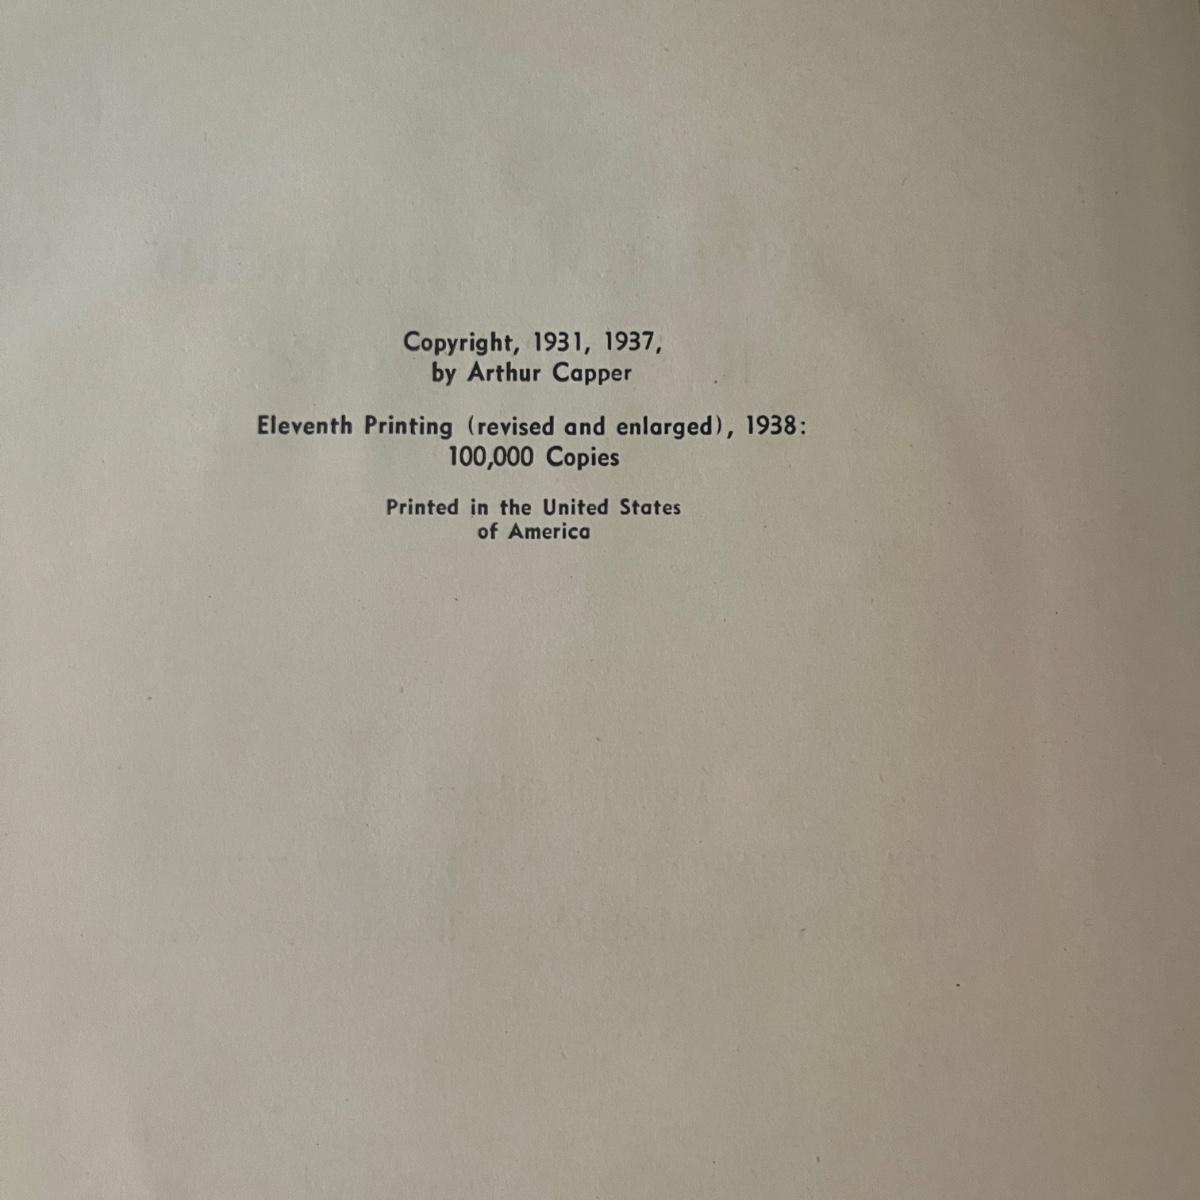 Copyright, 1931, 1937,
by Arthur Capper
Eleventh Printing (revised and enlarged), 1938:
100,000 Copies
Printed in the United States
of America